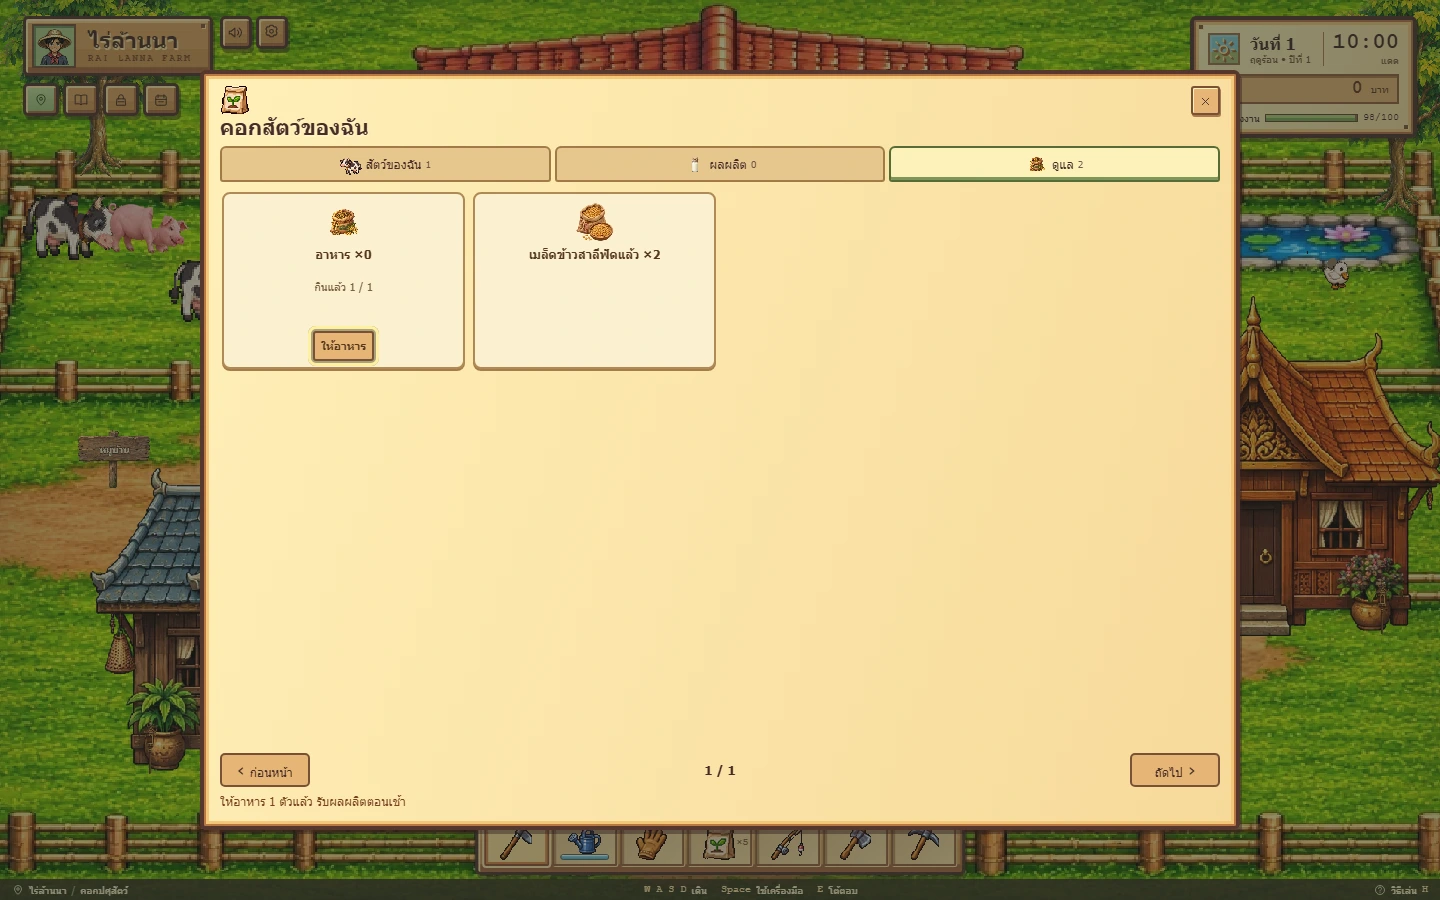 ไร่ล้านนา
RAI LANNA FARM
วันที่ 1
ฤดูร้อน • ปีที่ 1
10:00
แดด
0 บาท
งาน 98/100
คอกสัตว์ของฉัน
สัตว์ของฉัน 1
ผลผลิต 0
ดูแล 2
อาหาร ×0
กินแล้ว 1 / 1
ให้อาหาร
เมล็ดข้าวสาลีฟัดแล้ว ×2
หมู่บ้าน
ก่อนหน้า
1 / 1
ถัดไป
ให้อาหาร 1 ตัวแล้ว รับผลผลิตตอนเช้า
×5
ไร่ล้านนา / คอกปศุสัตว์
W A S D เดิน Space ใช้เครื่องมือ E โต้ตอบ
วิธีเล่น H